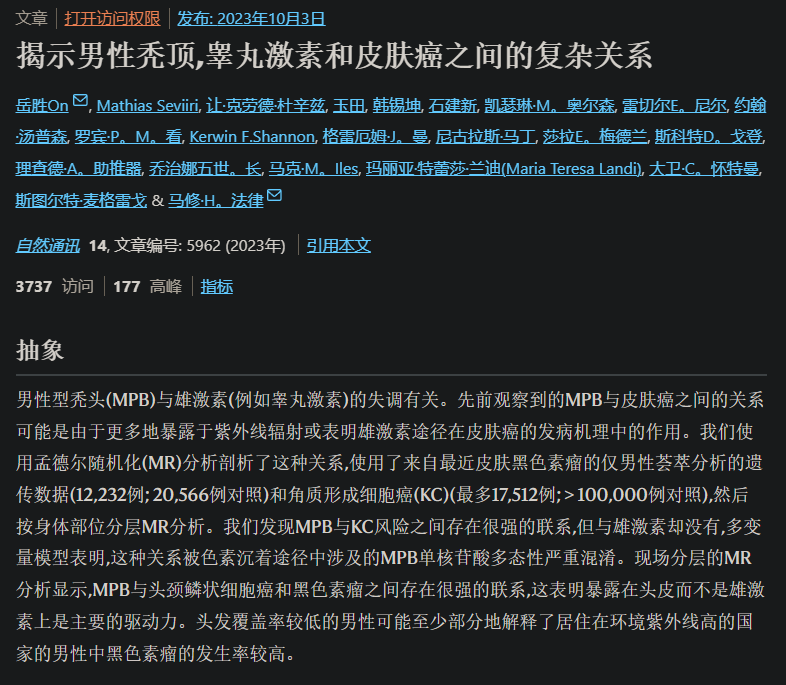 文章 | 打开访问权限 | 发布: 2023年10月3日
揭示男性秃顶,睾丸激素和皮肤癌之间的复杂关系
岳胜On, Mathias Seviiri, 让·克劳德·杜辛兹, 玉田, 韩锡坤, 石建新, 凯瑟琳·M。奥尔森, 雷切尔E。尼尔, 约翰
·汤普森, 罗宾·P。M。看, Kerwin F.Shannon, 格雷厄姆·J。曼, 尼古拉斯·马丁, 莎拉E。梅德兰, 斯科特D。戈登,
理查德·A。助推器, 乔治娜五世。长, 马克·M。Iles, 玛丽亚·特蕾莎·兰迪(Maria Teresa Landi), 大卫·C。怀特曼,
斯图尔特·麦格雷戈 & 马修·H。法律
自然通讯 14, 文章编号: 5962 (2023年) | 引用本文
3737 访问 | 177 高峰 | 指标
抽象
男性型秃头(MPB)与雄激素(例如睾丸激素)的失调有关。先前观察到的MPB与皮肤癌之间的关系
可能是由于更多地暴露于紫外线辐射或表明雄激素途径在皮肤癌的发病机理中的作用。我们使
用孟德尔随机化(MR)分析剖析了这种关系,使用了来自最近皮肤黑色素瘤的仅男性荟萃分析的遗
传数据(12,232例; 20,566例对照)和角质形成细胞癌(KC)(最多17,512例; > 100,000例对照),然后
按身体部位分层MR分析。我们发现MPB与KC风险之间存在很强的联系,但与雄激素却没有,多变
量模型表明,这种关系被色素沉着途径中涉及的MPB单核苷酸多态性严重混淆。现场分层的MR
分析显示,MPB与头颈鳞状细胞癌和黑色素瘤之间存在很强的联系,这表明暴露在头皮而不是雄激
素上是主要的驱动力。头发覆盖率较低的男性可能至少部分地解释了居住在环境紫外线高的国
家的男性中黑色素瘤的发生率较高。